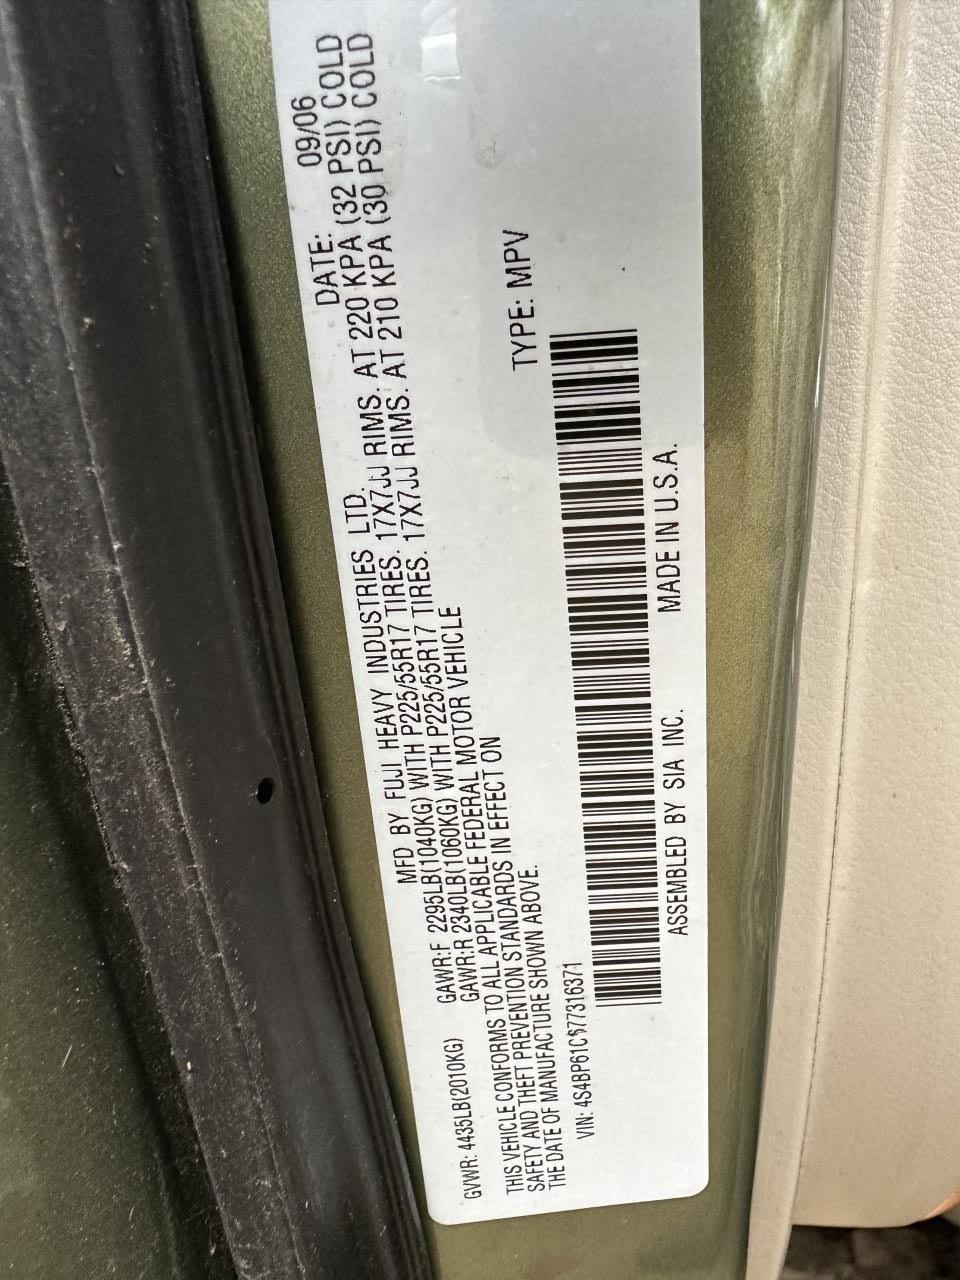 MFD BY FUJI HEAVY INDUSTRIES LTD. DATE: 09/06
GVWR: 4435LB(2010KG) GAWR:F 2295LB(1040KG) WITH P225/55R17 TIRES. 17X7JJ RIMS. AT 220 KPA (32 PSI) COLD
GAWR:R 2340LB(1060KG) WITH P225/55R17 TIRES. 17X7JJ RIMS. AT 210 KPA (30 PSI) COLD
THIS VEHICLE CONFORMS TO ALL APPLICABLE FEDERAL MOTOR VEHICLE
SAFETY AND THEFT PREVENTION STANDARDS IN EFFECT ON
THE DATE OF MANUFACTURE SHOWN ABOVE.
VIN: 4S4BP61C677316371 TYPE: MPV
ASSEMBLED BY SIA INC. MADE IN U.S.A.